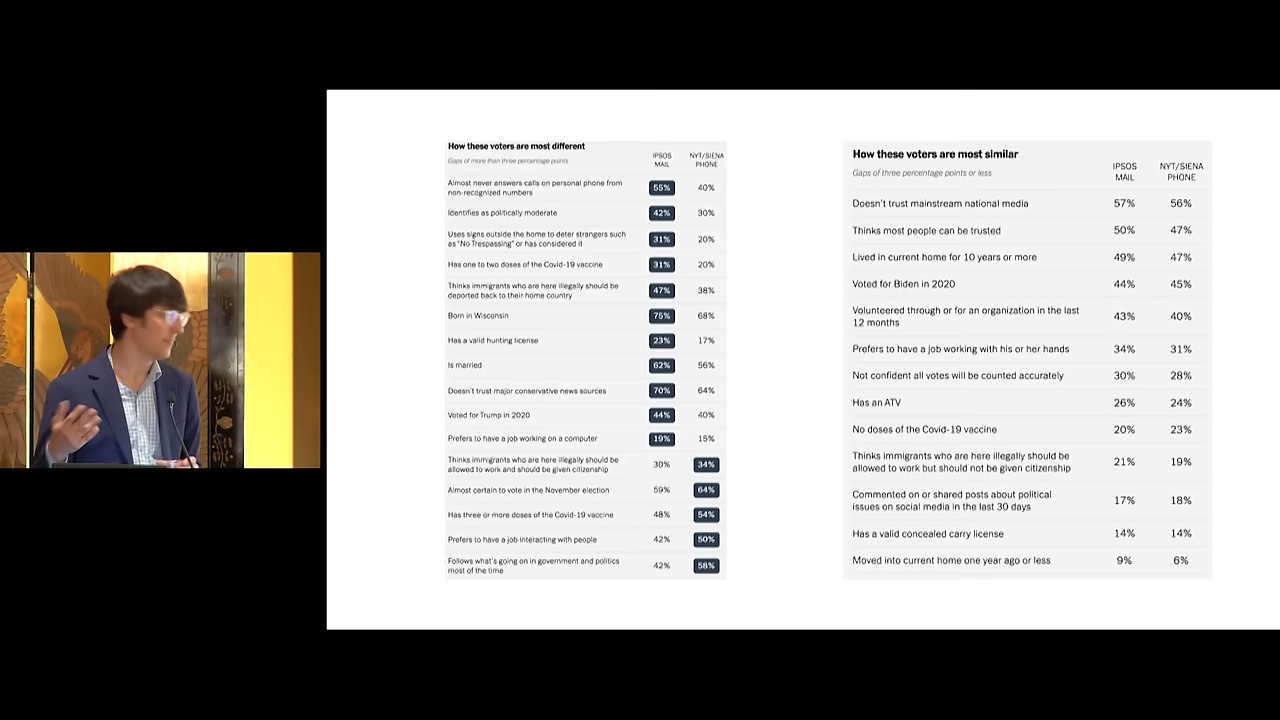 How these voters are most different
Gaps of more than three percentage points
IPSOS MAIL
NYT/SIENA PHONE
Almost never answers calls on personal phone from
non-recognized numbers
55% 40%
Identifies as politically moderate 42% 30%
Uses signs outside the home to deter strangers such
as "No Trespassing" or has considered it
31% 20%
Has one to two doses of the Covid-19 vaccine 31% 20%
Thinks immigrants who are here illegally should be
deported back to their home country
47% 38%
Born in Wisconsin 75% 68%
Has a valid hunting license 23% 17%
Is married 62% 56%
Doesn't trust major conservative news sources 70% 64%
Voted for Trump in 2020 44% 40%
Prefers to have a job working on a computer 19% 15%
Thinks immigrants who are here illegally should be
allowed to work and should be given citizenship
30% 34%
Almost certain to vote in the November election 59% 64%
Has three or more doses of the Covid-19 vaccine 48% 54%
Prefers to have a job interacting with people 42% 50%
Follows what's going on in government and politics
most of the time
42% 58%
How these voters are most similar
Gaps of three percentage points or less
IPSOS MAIL
NYT/SIENA PHONE
Doesn't trust mainstream national media 57% 56%
Thinks most people can be trusted 50% 47%
Lived in current home for 10 years or more 49% 47%
Voted for Biden in 2020 44% 45%
Volunteered through or for an organization in the last
12 months
43% 40%
Prefers to have a job working with his or her hands 34% 31%
Not confident all votes will be counted accurately 30% 28%
Has an ATV 26% 24%
No doses of the Covid-19 vaccine 20% 23%
Thinks immigrants who are here illegally should be
allowed to work but should not be given citizenship
21% 19%
Commented on or shared posts about political
issues on social media in the last 30 days
17% 18%
Has a valid concealed carry license 14% 14%
Moved into current home one year ago or less 9% 6%